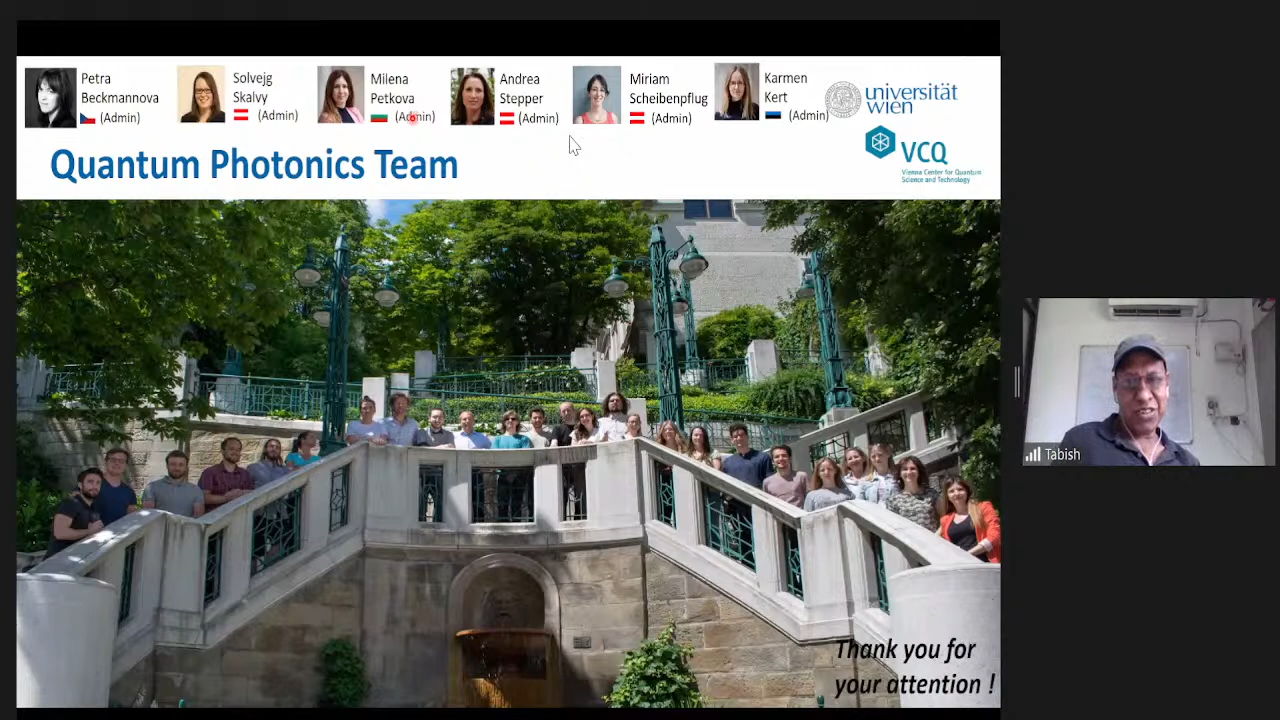 Petra
Beckmannova
(Admin)
Solvejg
Skalvy
(Admin)
Milena
Petkova
(Admin)
Andrea
Stepper
(Admin)
Miriam
Scheibenpflug
(Admin)
Karmen
Kert
(Admin)
universität
wien
Quantum Photonics Team
VCQ
Vienna Center for Quantum
Science and Technology
Tabish
Thank you for
your attention !